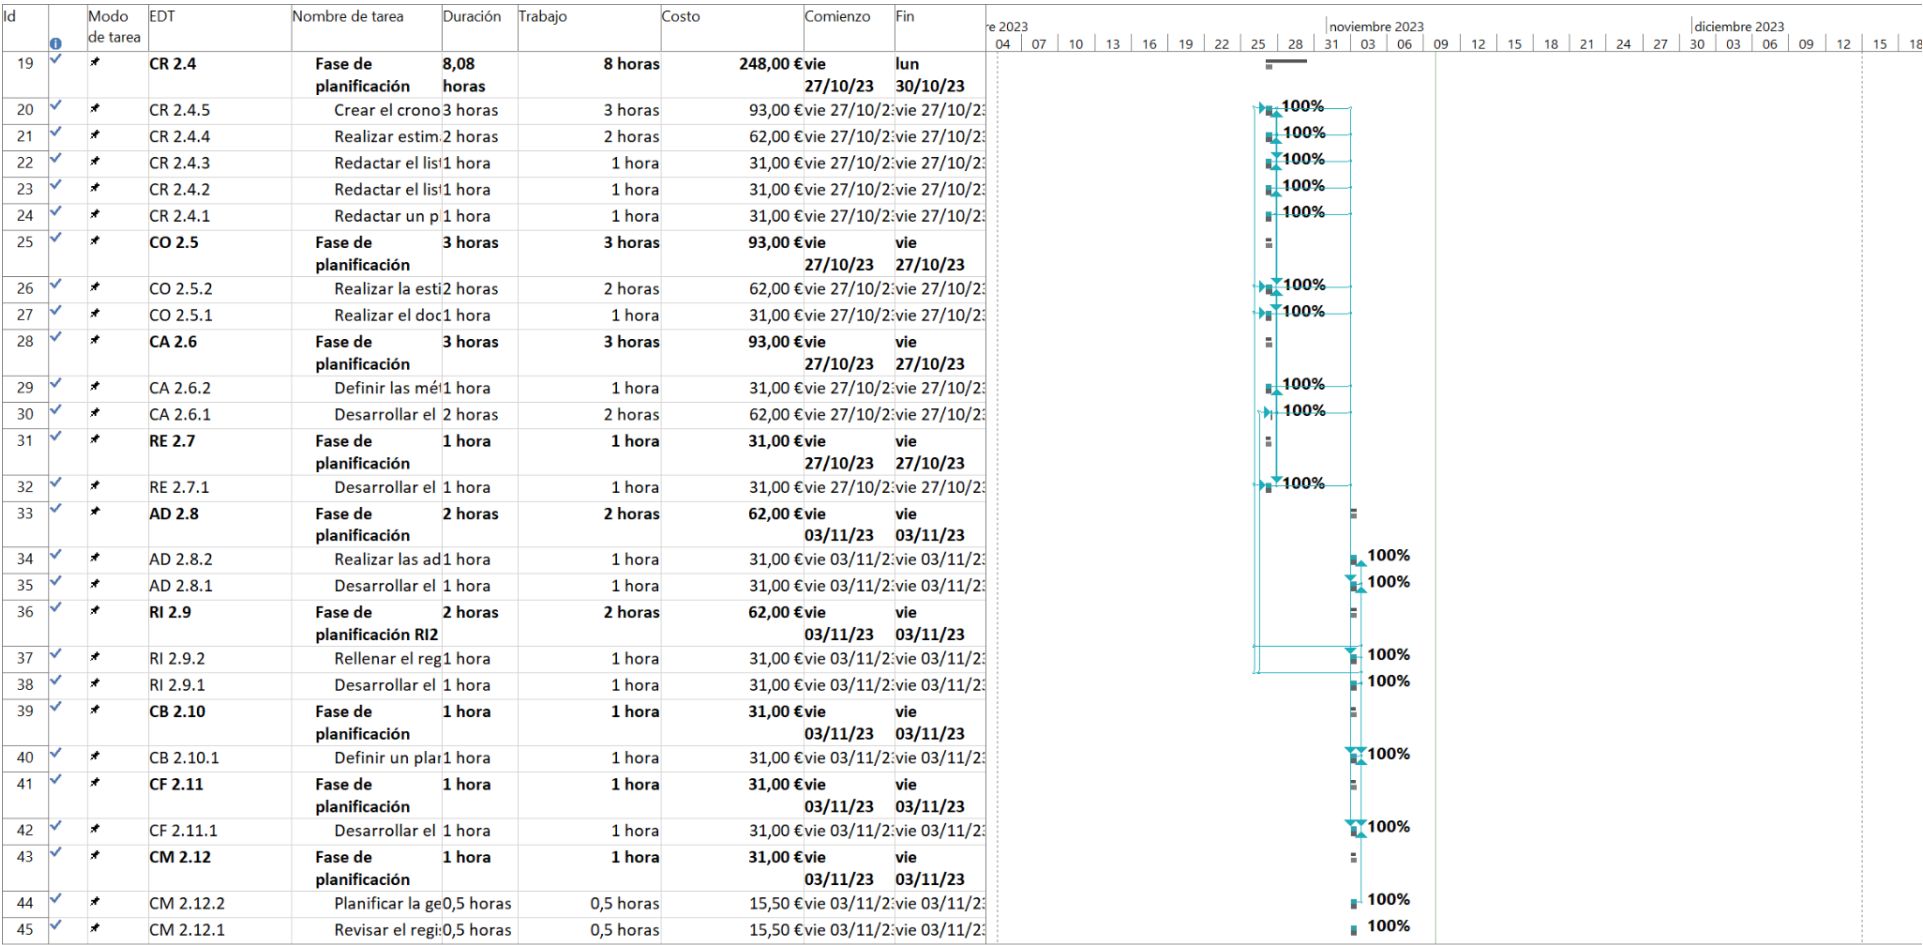 Id Modo de tarea EDT Nombre de tarea Duración Trabajo Costo Comienzo Fin
re 2023 noviembre 2023 diciembre 2023
04 07 10 13 16 19 22 25 28 31 03 06 09 12 15 18 21 24 27 30 03 06 09 12 15 18
19 CR 2.4 Fase de planificación 8,08 horas 8 horas 248,00 € vie 27/10/23 lun 30/10/23
20 CR 2.4.5 Crear el crono 3 horas 3 horas 93,00 € vie 27/10/2 vie 27/10/2 100%
21 CR 2.4.4 Realizar estim 2 horas 2 horas 62,00 € vie 27/10/2 vie 27/10/2 100%
22 CR 2.4.3 Redactar el list 1 hora 1 hora 31,00 € vie 27/10/2 vie 27/10/2 100%
23 CR 2.4.2 Redactar el list 1 hora 1 hora 31,00 € vie 27/10/2 vie 27/10/2 100%
24 CR 2.4.1 Redactar un p 1 hora 1 hora 31,00 € vie 27/10/2 vie 27/10/2 100%
25 CO 2.5 Fase de planificación 3 horas 3 horas 93,00 € vie 27/10/23 vie 27/10/23
26 CO 2.5.2 Realizar la esti 2 horas 2 horas 62,00 € vie 27/10/2 vie 27/10/2 100%
27 CO 2.5.1 Realizar el doc 1 hora 1 hora 31,00 € vie 27/10/2 vie 27/10/2 100%
28 CA 2.6 Fase de planificación 3 horas 3 horas 93,00 € vie 27/10/23 vie 27/10/23
29 CA 2.6.2 Definir las mét 1 hora 1 hora 31,00 € vie 27/10/2 vie 27/10/2 100%
30 CA 2.6.1 Desarrollar el 2 horas 2 horas 62,00 € vie 27/10/2 vie 27/10/2 100%
31 RE 2.7 Fase de planificación 1 hora 1 hora 31,00 € vie 27/10/23 vie 27/10/23
32 RE 2.7.1 Desarrollar el 1 hora 1 hora 31,00 € vie 27/10/2 vie 27/10/2 100%
33 AD 2.8 Fase de planificación 2 horas 2 horas 62,00 € vie 03/11/23 vie 03/11/23
34 AD 2.8.2 Realizar las ad 1 hora 1 hora 31,00 € vie 03/11/2 vie 03/11/2 100%
35 AD 2.8.1 Desarrollar el 1 hora 1 hora 31,00 € vie 03/11/2 vie 03/11/2 100%
36 RI 2.9 Fase de planificación RI2 2 horas 2 horas 62,00 € vie 03/11/23 vie 03/11/23
37 RI 2.9.2 Rellenar el reg 1 hora 1 hora 31,00 € vie 03/11/2 vie 03/11/2 100%
38 RI 2.9.1 Desarrollar el 1 hora 1 hora 31,00 € vie 03/11/2 vie 03/11/2 100%
39 CB 2.10 Fase de planificación 1 hora 1 hora 31,00 € vie 03/11/23 vie 03/11/23
40 CB 2.10.1 Definir un plan 1 hora 1 hora 31,00 € vie 03/11/2 vie 03/11/2 100%
41 CF 2.11 Fase de planificación 1 hora 1 hora 31,00 € vie 03/11/23 vie 03/11/23
42 CF 2.11.1 Desarrollar el 1 hora 1 hora 31,00 € vie 03/11/2 vie 03/11/2 100%
43 CM 2.12 Fase de planificación 1 hora 1 hora 31,00 € vie 03/11/23 vie 03/11/23
44 CM 2.12.2 Planificar la ge 0,5 horas 0,5 horas 15,50 € vie 03/11/2 vie 03/11/2 100%
45 CM 2.12.1 Revisar el regi 0,5 horas 0,5 horas 15,50 € vie 03/11/2 vie 03/11/2 100%